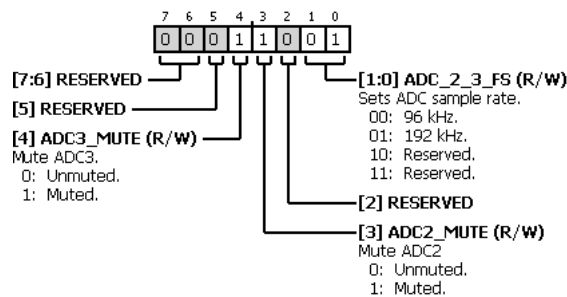 7 6 5 4 3 2 1 0
0 0 0 1 1 0 0 1
[7:6] RESERVED
[5] RESERVED
[4] ADC3_MUTE (R/W)
Mute ADC3.
0: Unmuted.
1: Muted.
[1:0] ADC_2_3_FS (R/W)
Sets ADC sample rate.
00: 96 kHz.
01: 192 kHz.
10: Reserved.
11: Reserved.
[2] RESERVED
[3] ADC2_MUTE (R/W)
Mute ADC2
0: Unmuted.
1: Muted.